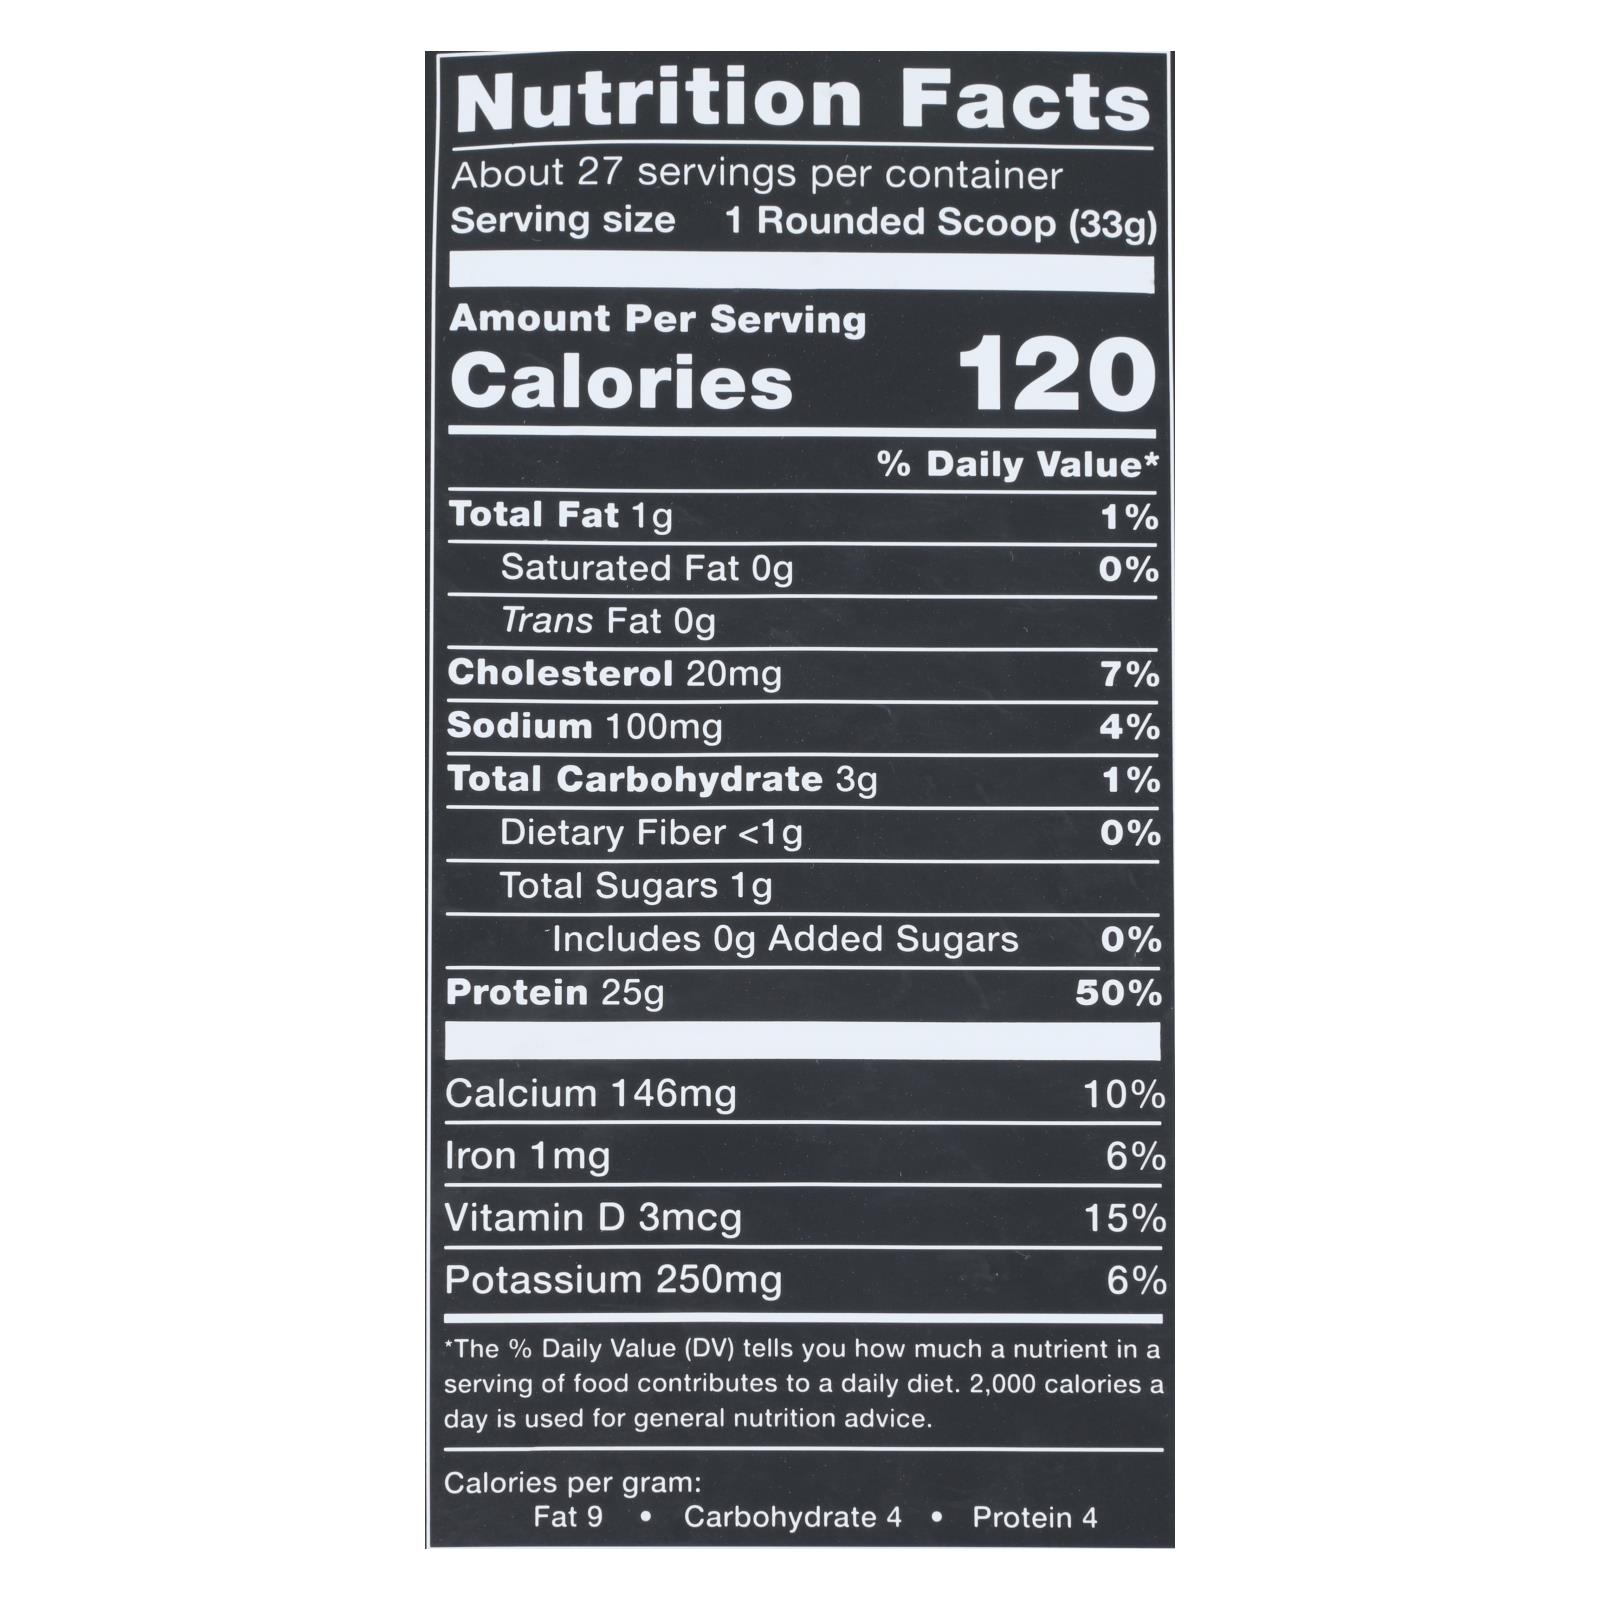 Nutrition Facts
About 27 servings per container
Serving size 1 Rounded Scoop (33g)
Amount Per Serving
Calories 120
% Daily Value*
Total Fat 1g 1%
Saturated Fat 0g 0%
Trans Fat 0g
Cholesterol 20mg 7%
Sodium 100mg 4%
Total Carbohydrate 3g 1%
Dietary Fiber <1g 0%
Total Sugars 1g
Includes 0g Added Sugars 0%
Protein 25g 50%
Calcium 146mg 10%
Iron 1mg 6%
Vitamin D 3mcg 15%
Potassium 250mg 6%
*The % Daily Value (DV) tells you how much a nutrient in a
serving of food contributes to a daily diet. 2,000 calories a
day is used for general nutrition advice.
Calories per gram:
Fat 9 • Carbohydrate 4 • Protein 4